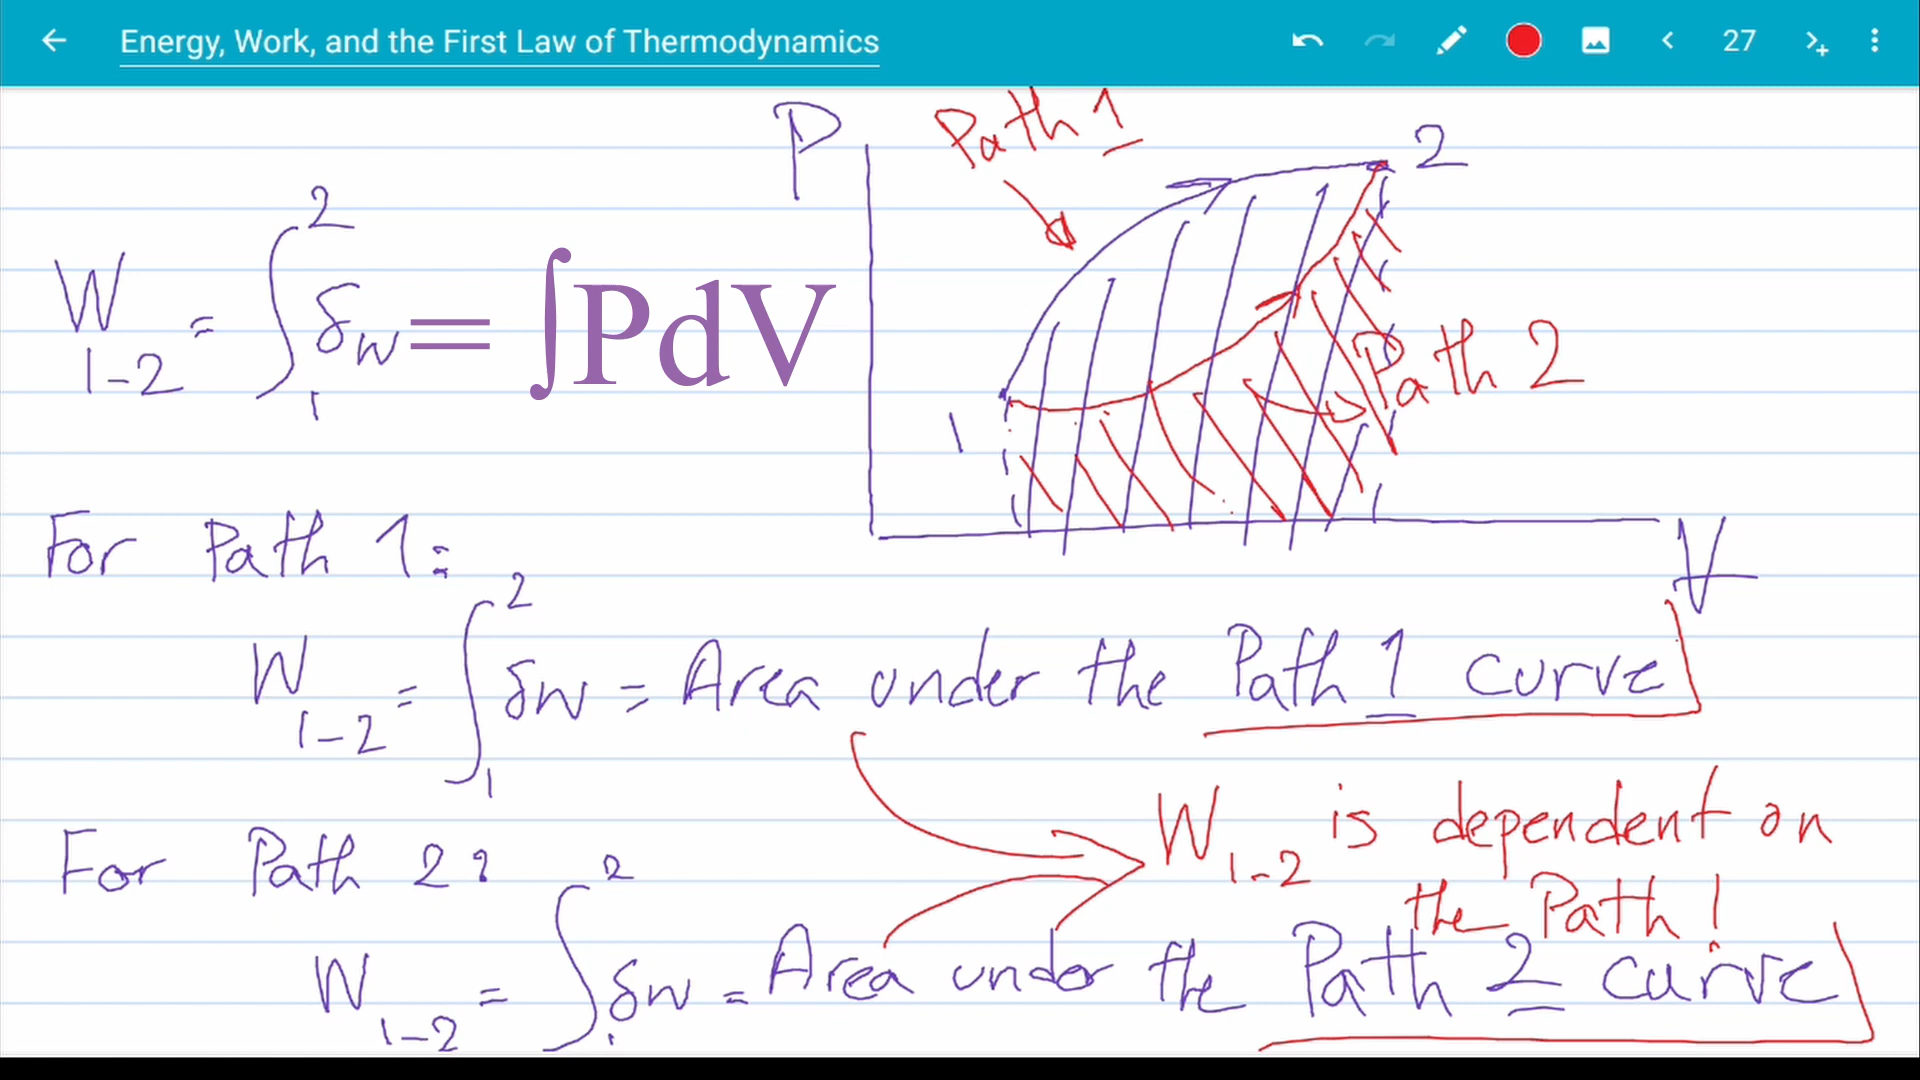 Energy, Work, and the First Law of Thermodynamics
27
P
Path 1
2
W₁₋₂ = ∫₁² δW = ∫PdV
1
Path 2
V
For Path 1:
W₁₋₂ = ∫₁² δW = Area under the Path 1 curve
W₁₋₂ is dependent on
the Path!
For Path 2:
W₁₋₂ = ∫₁² δW = Area under the Path 2 curve